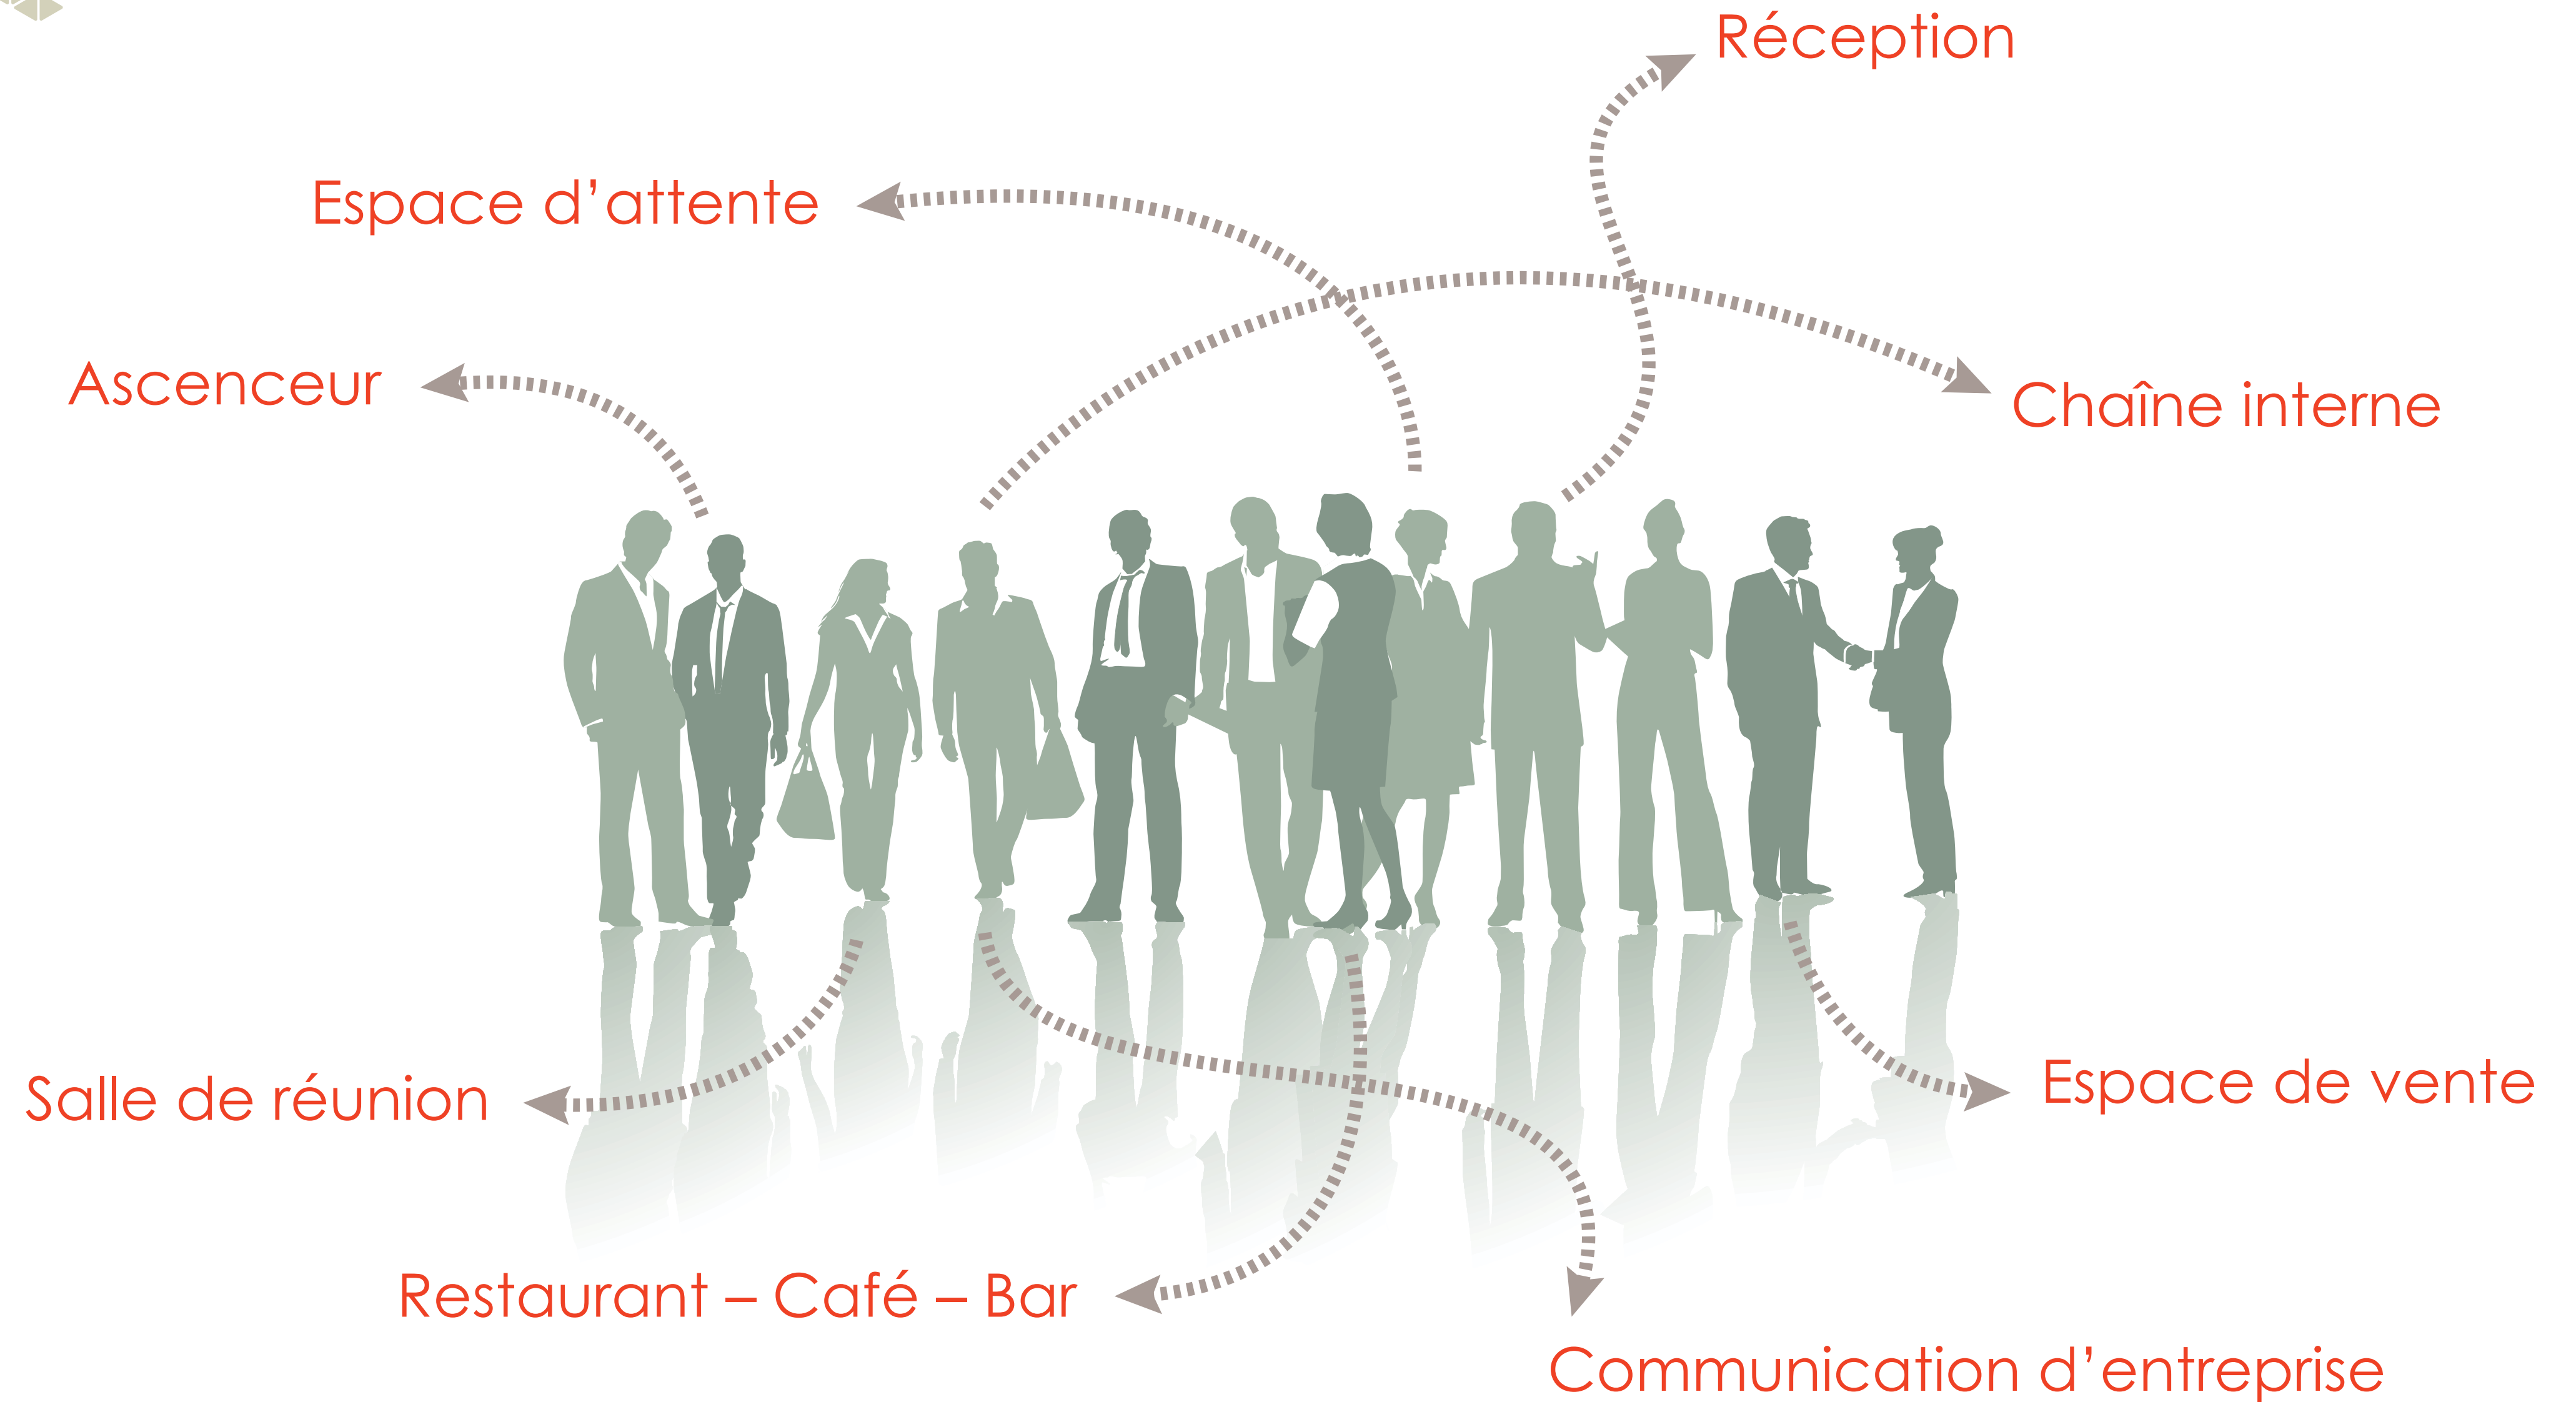 Réception
Espace d’attente
Ascenceur
Chaîne interne
Salle de réunion
Espace de vente
Restaurant – Café – Bar
Communication d’entreprise